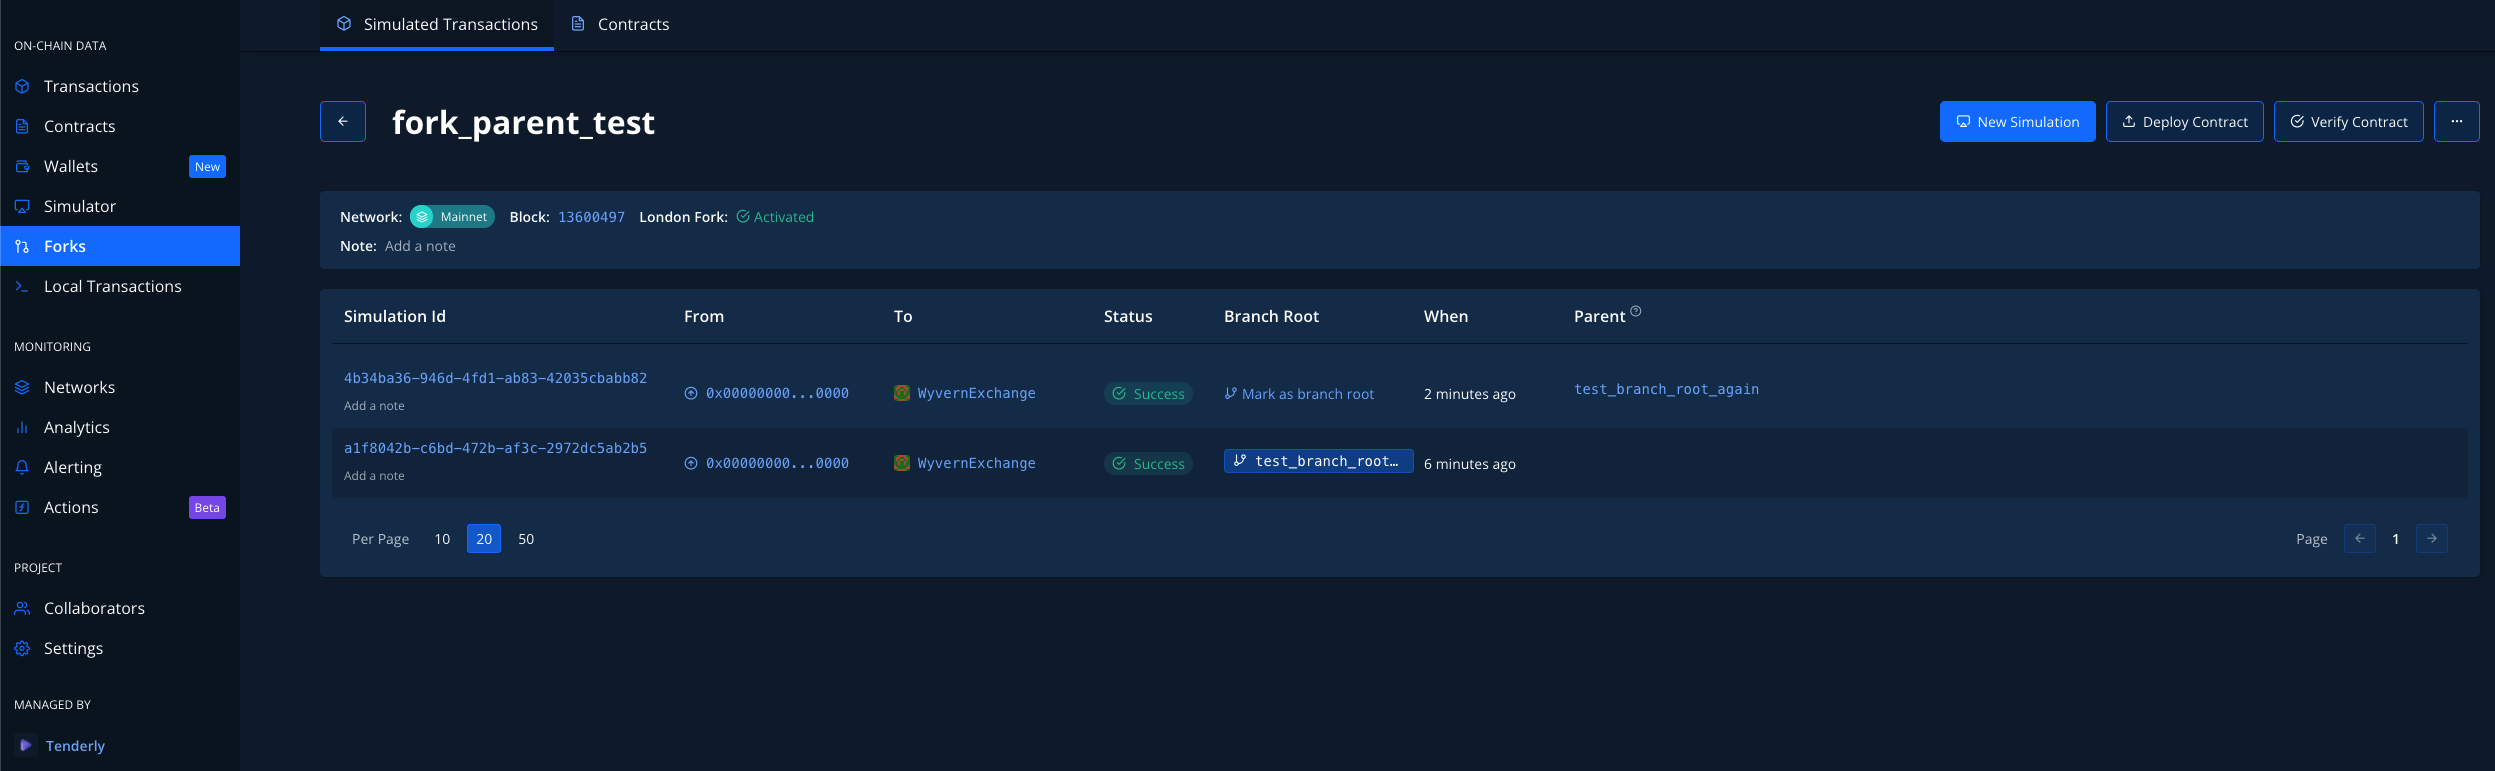 Simulated Transactions Contracts
ON-CHAIN DATA
Transactions
Contracts
Wallets New
Simulator
Forks
Local Transactions
MONITORING
Networks
Analytics
Alerting
Actions Beta
PROJECT
Collaborators
Settings
MANAGED BY
Tenderly
fork_parent_test
New Simulation Deploy Contract Verify Contract ...
Network: Mainnet Block: 13600497 London Fork: Activated
Note: Add a note
Simulation Id From To Status Branch Root When Parent ?
4b34ba36-946d-4fd1-ab83-42035cbabb82
Add a note
0x00000000...0000 WyvernExchange Success Mark as branch root 2 minutes ago test_branch_root_again
a1f8042b-c6bd-472b-af3c-2972dc5ab2b5
Add a note
0x00000000...0000 WyvernExchange Success test_branch_root… 6 minutes ago
Per Page 10 20 50 Page 1